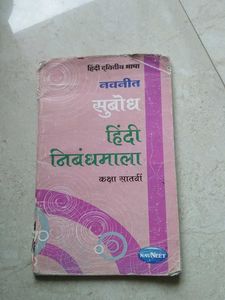 हिंदी द्वितीय भाषा
नवनीत
सुबोध
हिंदी
निबंधमाला
कक्षा सातवीं
NAVNEET